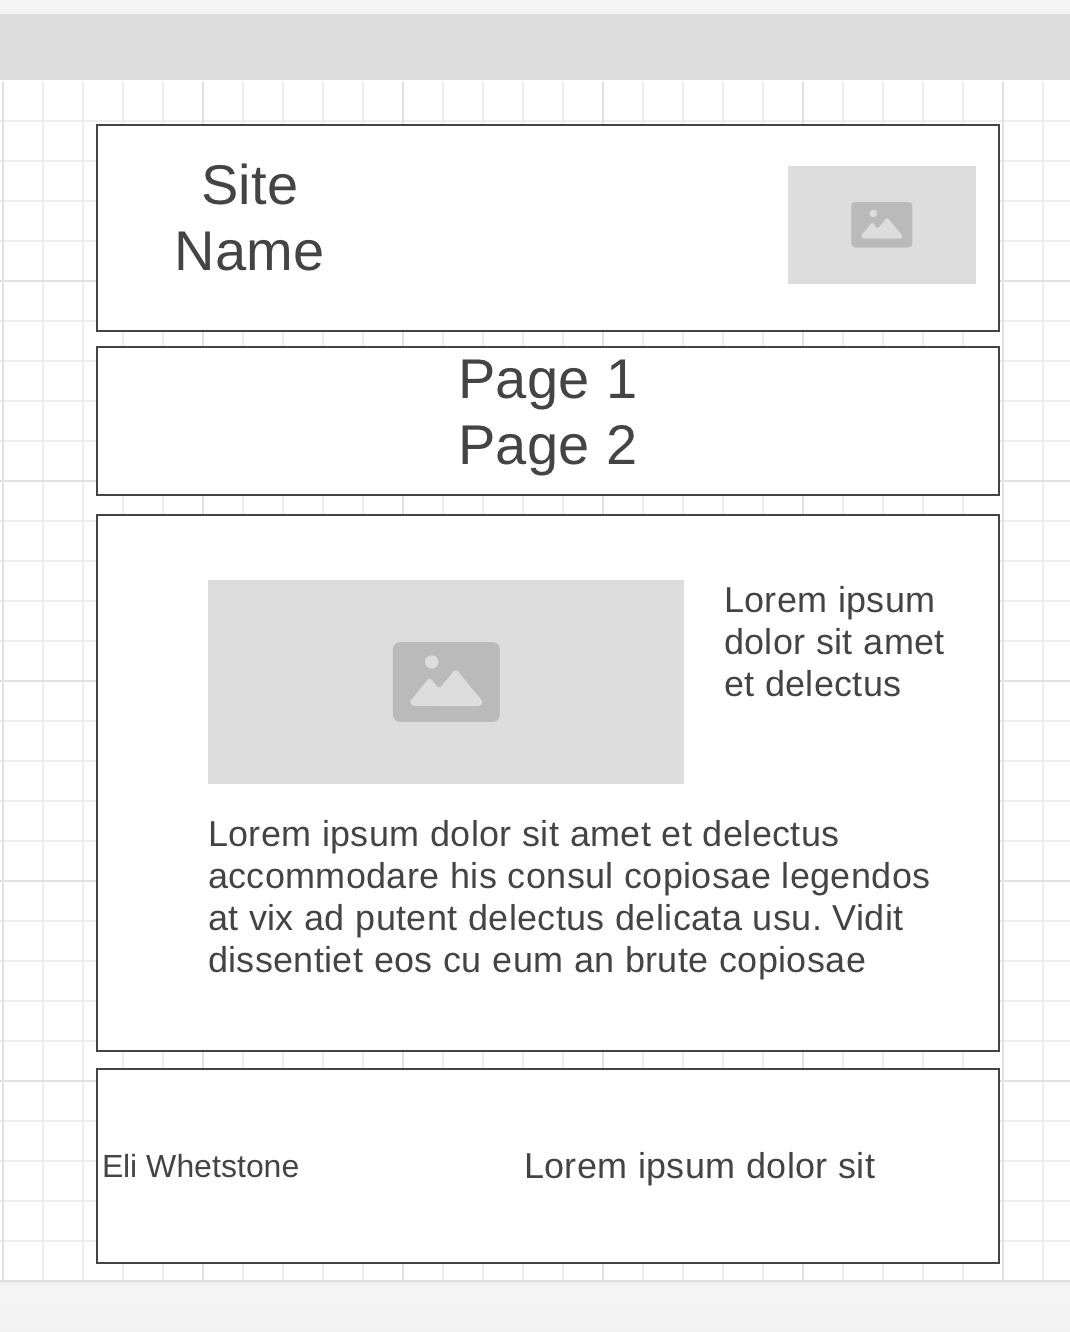 Site
Name
Page 1
Page 2
Lorem ipsum
dolor sit amet
et delectus
Lorem ipsum dolor sit amet et delectus
accommodare his consul copiosae legendos
at vix ad putent delectus delicata usu. Vidit
dissentiet eos cu eum an brute copiosae
Eli Whetstone
Lorem ipsum dolor sit